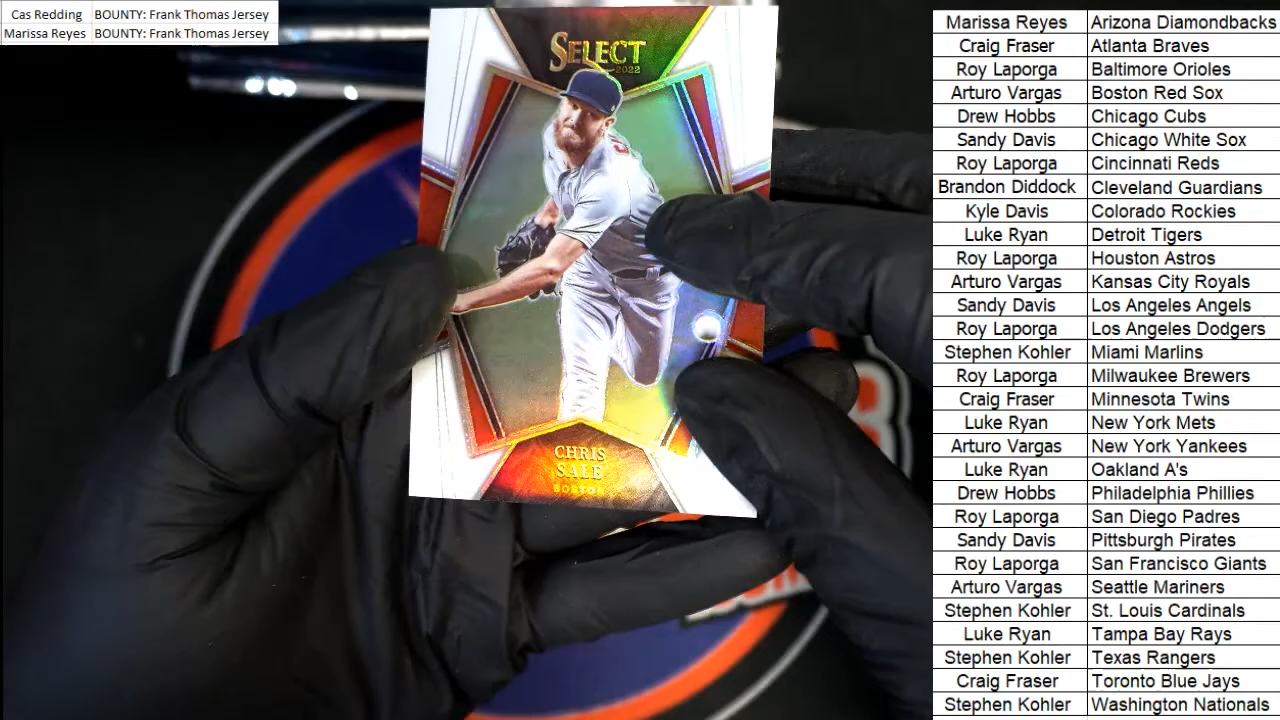 Cas Redding BOUNTY: Frank Thomas Jersey
Marissa Reyes BOUNTY: Frank Thomas Jersey
SELECT
2022
CHRIS
SALE
BOSTON
Marissa Reyes Arizona Diamondbacks
Craig Fraser Atlanta Braves
Roy Laporga Baltimore Orioles
Arturo Vargas Boston Red Sox
Drew Hobbs Chicago Cubs
Sandy Davis Chicago White Sox
Roy Laporga Cincinnati Reds
Brandon Diddock Cleveland Guardians
Kyle Davis Colorado Rockies
Luke Ryan Detroit Tigers
Roy Laporga Houston Astros
Arturo Vargas Kansas City Royals
Sandy Davis Los Angeles Angels
Roy Laporga Los Angeles Dodgers
Stephen Kohler Miami Marlins
Roy Laporga Milwaukee Brewers
Craig Fraser Minnesota Twins
Luke Ryan New York Mets
Arturo Vargas New York Yankees
Luke Ryan Oakland A's
Drew Hobbs Philadelphia Phillies
Roy Laporga San Diego Padres
Sandy Davis Pittsburgh Pirates
Roy Laporga San Francisco Giants
Arturo Vargas Seattle Mariners
Stephen Kohler St. Louis Cardinals
Luke Ryan Tampa Bay Rays
Stephen Kohler Texas Rangers
Craig Fraser Toronto Blue Jays
Stephen Kohler Washington Nationals